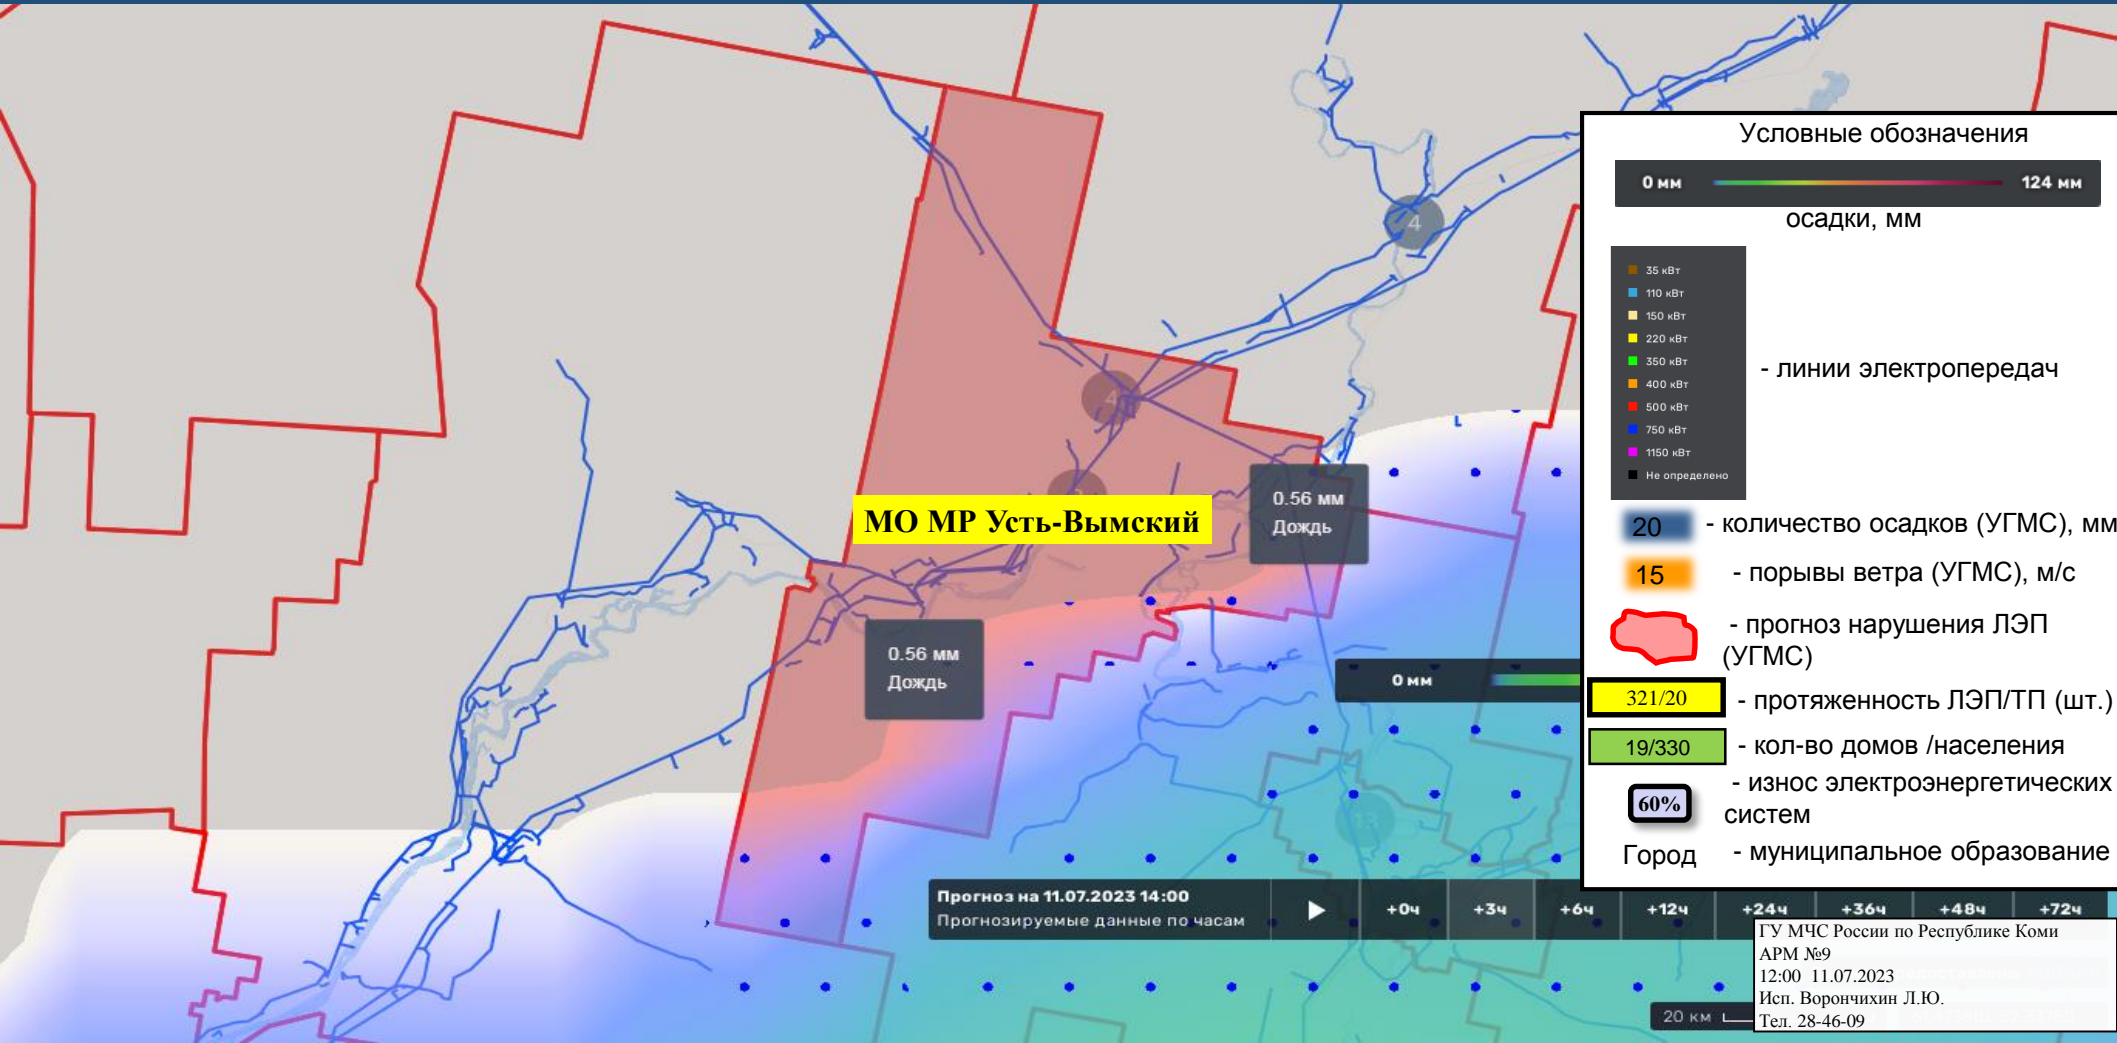 4
4
МО МР Усть-Вымский
0.56 мм
Дождь
0.56 мм
Дождь
0 мм
13
Прогноз на 11.07.2023 14:00
Прогнозируемые данные по часам
+0ч
+3ч
+6ч
+12ч
+24ч
+36ч
+48ч
+72ч
20 км
Условные обозначения
0 мм
124 мм
осадки, мм
35 кВт
110 кВт
150 кВт
220 кВт
350 кВт
400 кВт
500 кВт
750 кВт
1150 кВт
Не определено
- линии электропередач
20 - количество осадков (УГМС), мм
15 - порывы ветра (УГМС), м/с
- прогноз нарушения ЛЭП
(УГМС)
321/20 - протяженность ЛЭП/ТП (шт.)
19/330 - кол-во домов /населения
60% - износ электроэнергетических
систем
Город - муниципальное образование
ГУ МЧС России по Республике Коми
АРМ №9
12:00 11.07.2023
Исп. Ворончихин Л.Ю.
Тел. 28-46-09